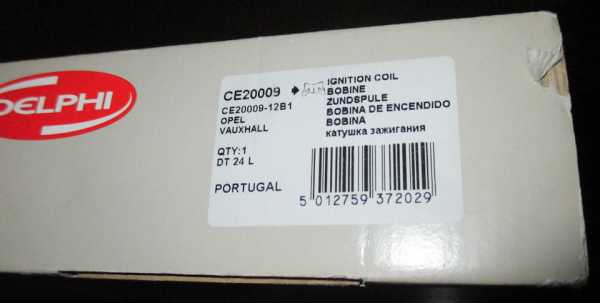 DELPHI
CE20009
CE20009-12B1
OPEL
VAUXHALL
QTY:1
DT 24 L
PORTUGAL
IGNITION COIL
BOBINE
ZUNDSPULE
BOBINA DE ENCENDIDO
BOBINA
катушка зажигания
5 012759 372029